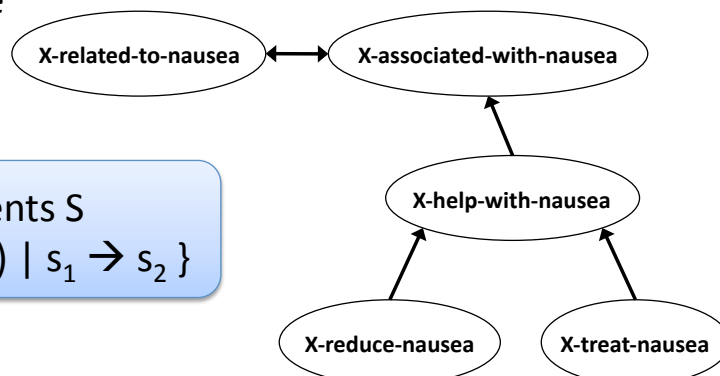 X-related-to-nausea
X-associated-with-nausea
X-help-with-nausea
ents S
) | s₁ → s₂ }
X-reduce-nausea
X-treat-nausea